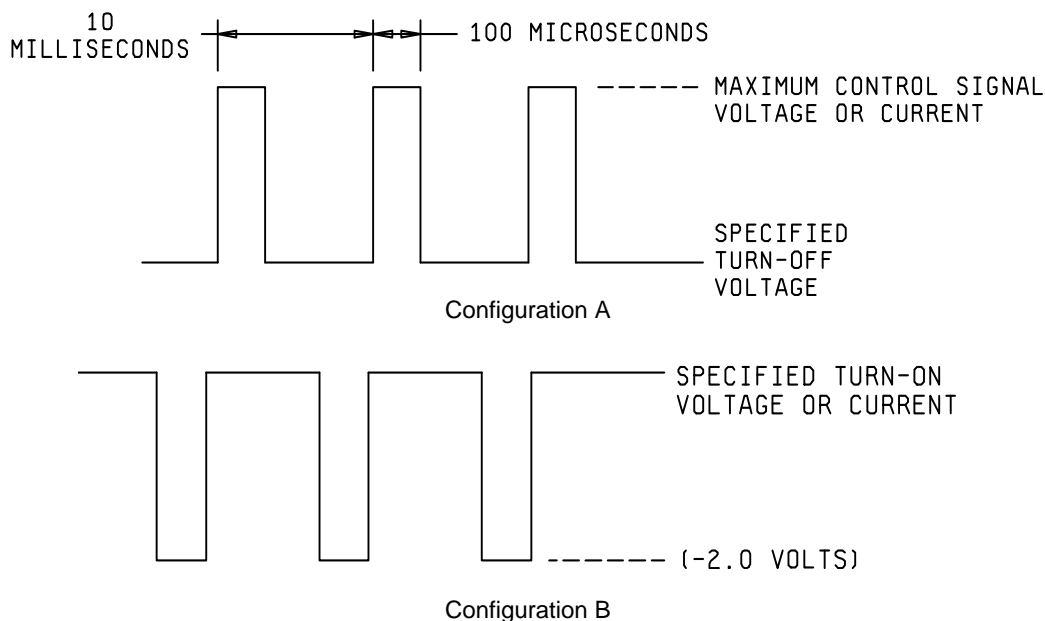 10
MILLISECONDS
100 MICROSECONDS
MAXIMUM CONTROL SIGNAL
VOLTAGE OR CURRENT
SPECIFIED
TURN-OFF
VOLTAGE
Configuration A
SPECIFIED TURN-ON
VOLTAGE OR CURRENT
(-2.0 VOLTS)
Configuration B